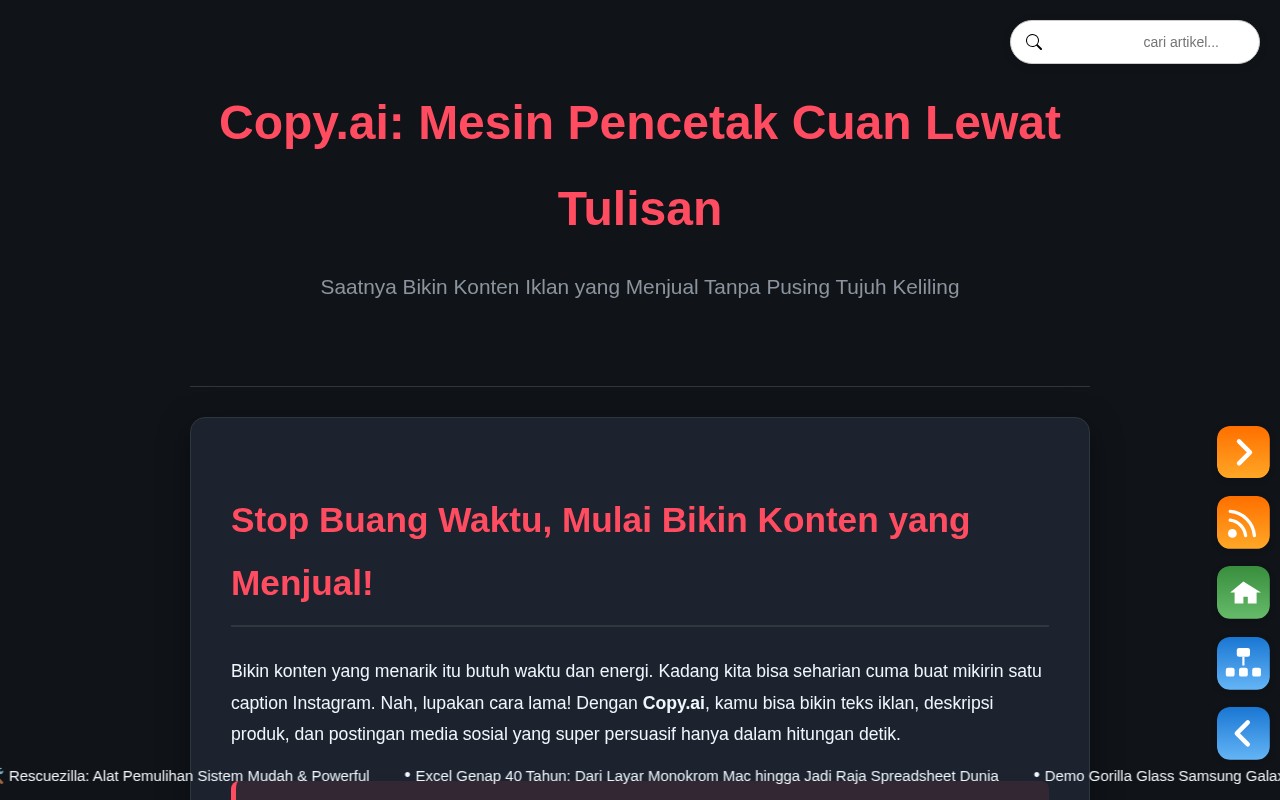 cari artikel...
Copy.ai: Mesin Pencetak Cuan Lewat
Tulisan
Saatnya Bikin Konten Iklan yang Menjual Tanpa Pusing Tujuh Keliling
Stop Buang Waktu, Mulai Bikin Konten yang
Menjual!
Bikin konten yang menarik itu butuh waktu dan energi. Kadang kita bisa seharian cuma buat mikirin satu
caption Instagram. Nah, lupakan cara lama! Dengan Copy.ai, kamu bisa bikin teks iklan, deskripsi
produk, dan postingan media sosial yang super persuasif hanya dalam hitungan detik.
Rescuezilla: Alat Pemulihan Sistem Mudah & Powerful • Excel Genap 40 Tahun: Dari Layar Monokrom Mac hingga Jadi Raja Spreadsheet Dunia • Demo Gorilla Glass Samsung